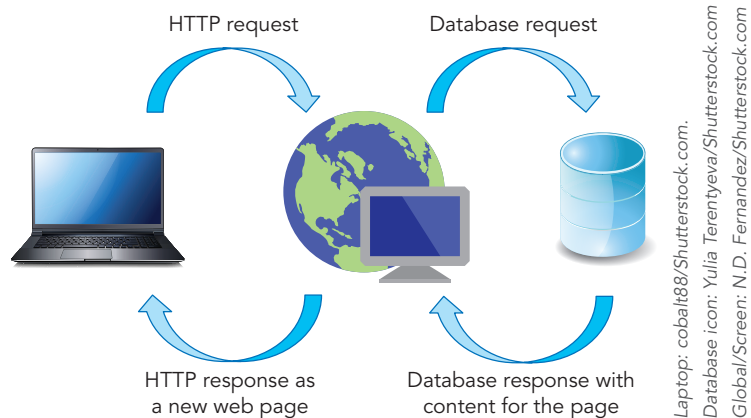 HTTP request
Database request
HTTP response as
a new web page
Database response with
content for the page
Laptop: cobalt88/Shutterstock.com.
Database icon: Yulia Terentyeva/Shutterstock.com
Global/Screen: N.D. Fernandez/Shutterstock.com